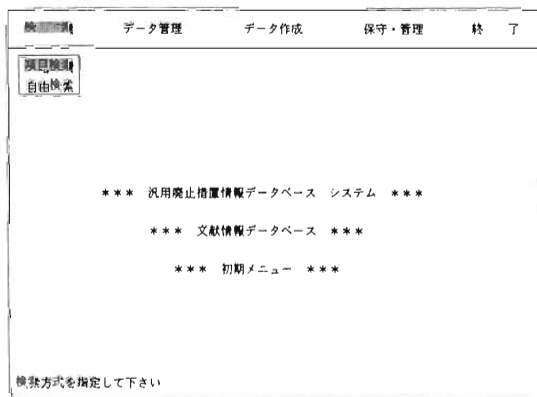 検　　索　データ管理　データ作成　保守・管理　終　了
項目検索
自由検索
***　汎用廃止措置情報データベース　システム　***
***　文献情報データベース　***
***　初期メニュー　***
検索方式を指定して下さい